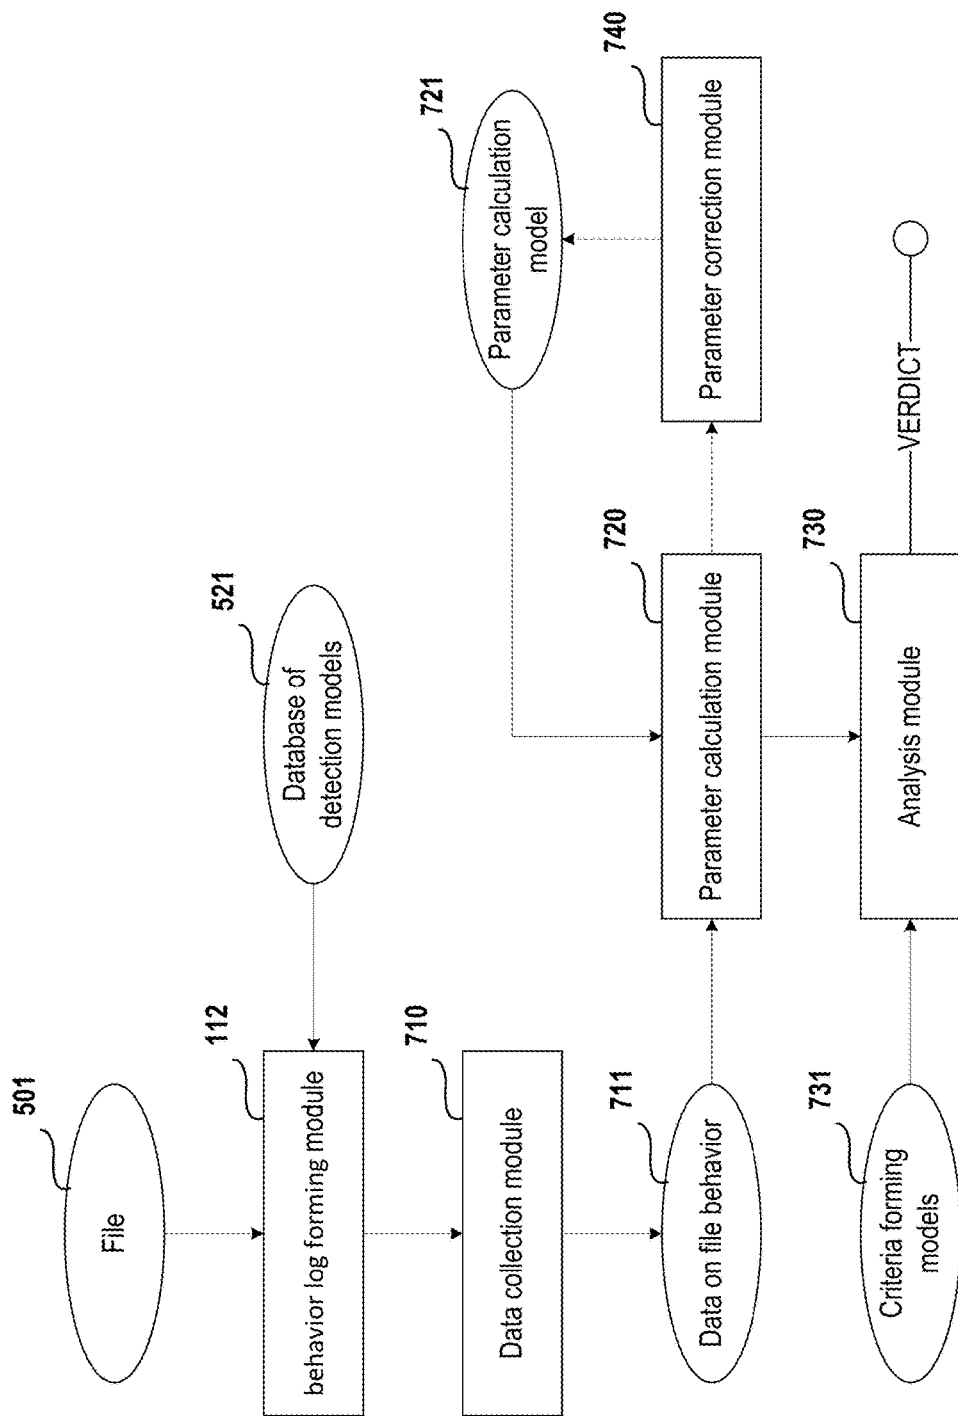 501
File
112
behavior log forming module
521
Database of
detection models
710
Data collection module
711
Data on file behavior
721
Parameter calculation
model
720
Parameter calculation module
740
Parameter correction module
731
Criteria forming
models
730
Analysis module
VERDICT